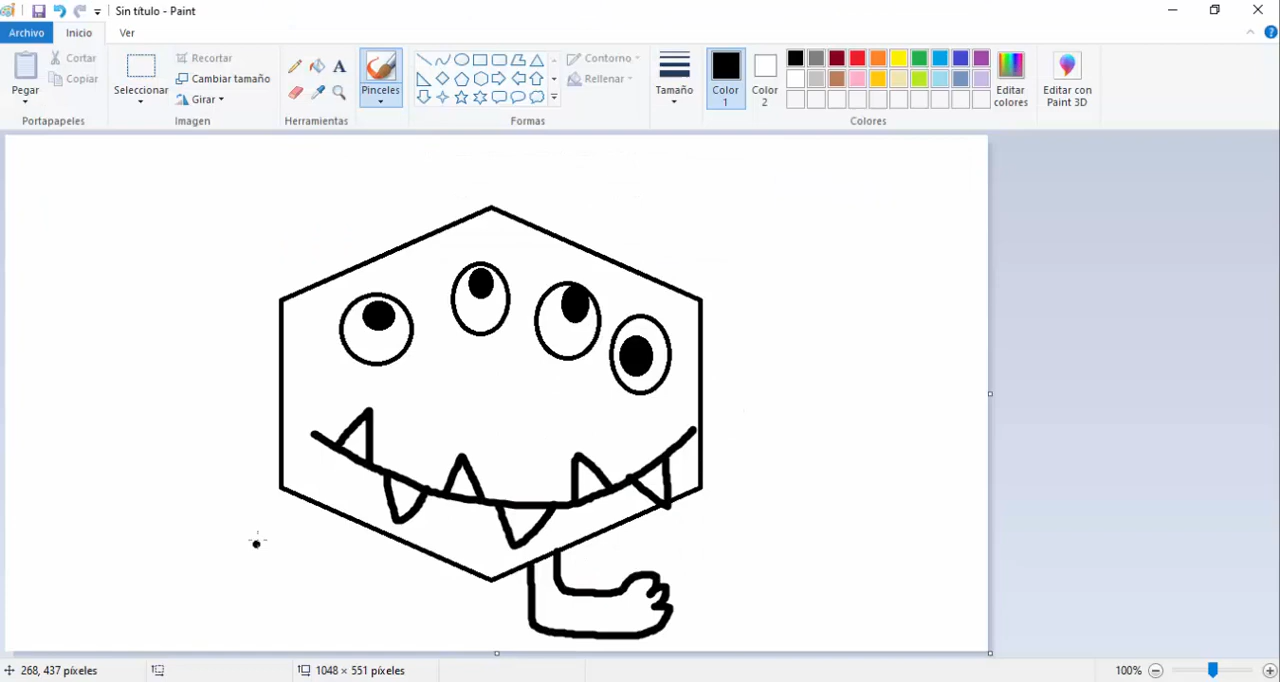 Sin título - Paint
Archivo Inicio Ver
Pegar
Cortar
Copiar
Portapapeles
Seleccionar
Recortar
Cambiar tamaño
Girar
Imagen
A
Herramientas
Pinceles
Contorno
Rellenar
Formas
Tamaño
Color
1
Color
2
Editar
colores
Colores
Editar con
Paint 3D
268, 437 píxeles
1048 × 551 píxeles
100%